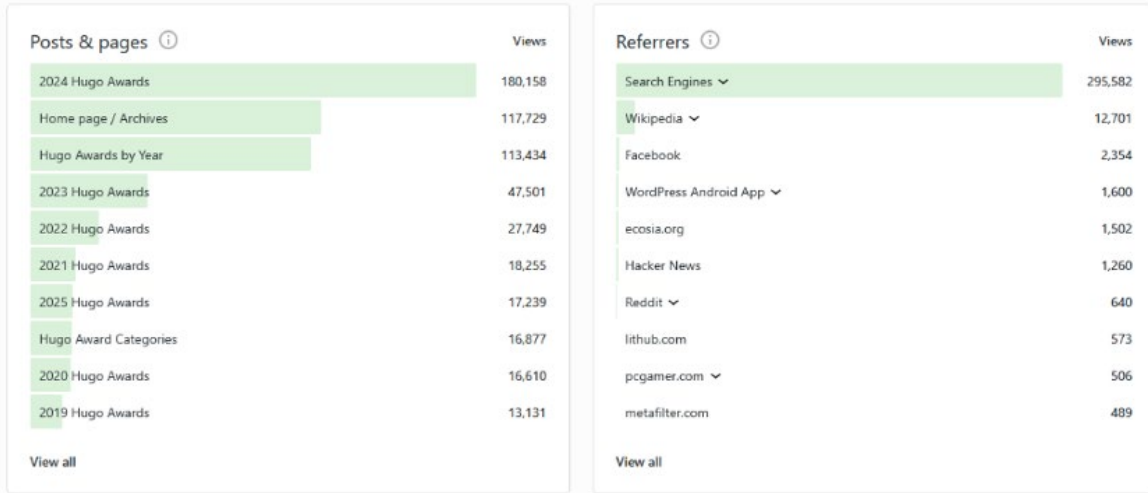 Posts & pages Views
2024 Hugo Awards 180,158
Home page / Archives 117,729
Hugo Awards by Year 113,434
2023 Hugo Awards 47,501
2022 Hugo Awards 27,749
2021 Hugo Awards 18,255
2025 Hugo Awards 17,239
Hugo Award Categories 16,877
2020 Hugo Awards 16,610
2019 Hugo Awards 13,131
View all
Referrers Views
Search Engines 295,582
Wikipedia 12,701
Facebook 2,354
WordPress Android App 1,600
ecosia.org 1,502
Hacker News 1,260
Reddit 640
lithub.com 573
pcgamer.com 506
metafilter.com 489
View all